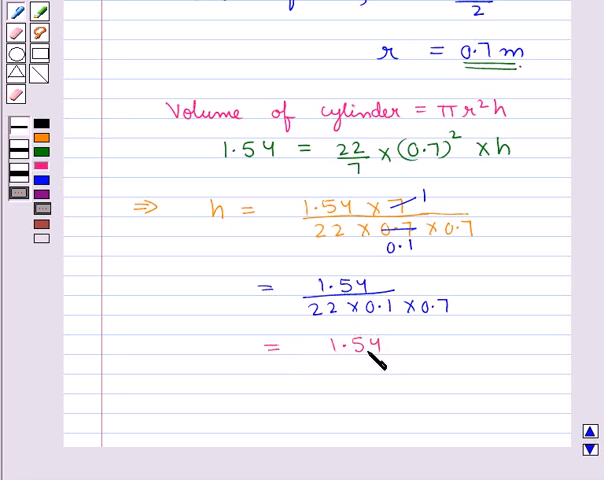 2
r = 0.7 m
Volume of cylinder = πr²h
1.54 = 22/7 × (0.7)² × h
⇒ h = 1.54 × 7 1 / 22 × 0.7 × 0.7
0.1
= 1.54 / 22 × 0.1 × 0.7
= 1.54